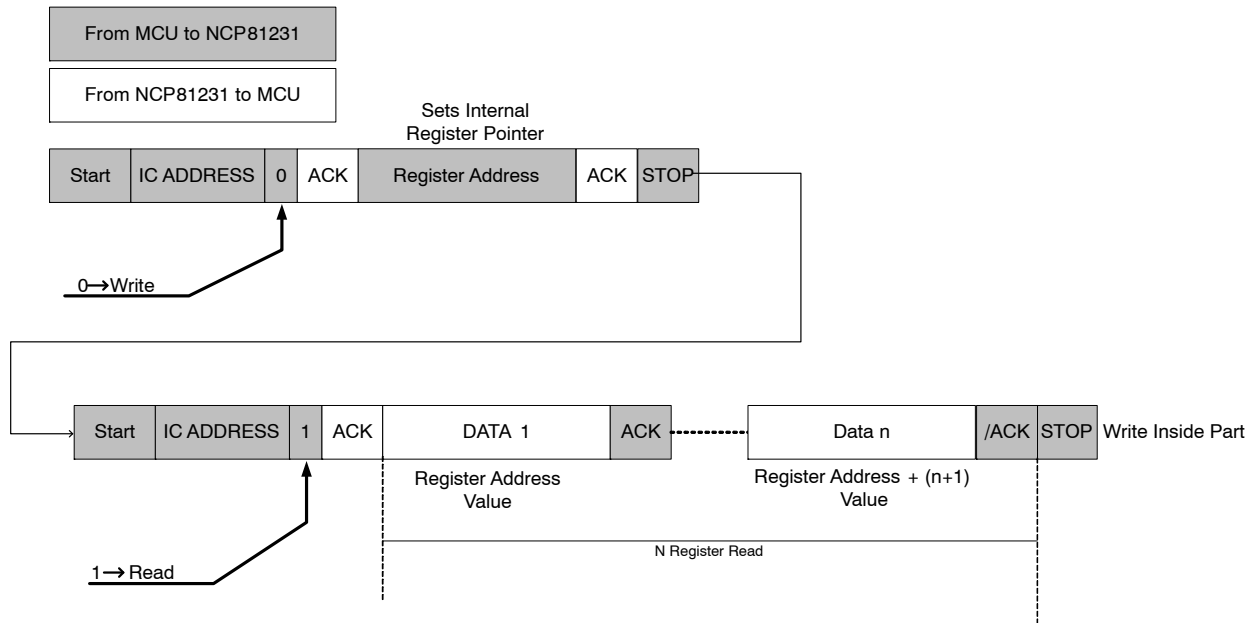 From MCU to NCP81231
From NCP81231 to MCU
Sets Internal
Register Pointer
Start IC ADDRESS 0 ACK Register Address ACK STOP
0→Write
Start IC ADDRESS 1 ACK DATA 1 ACK Data n /ACK STOP Write Inside Part
Register Address
Value
Register Address + (n+1)
Value
N Register Read
1→ Read